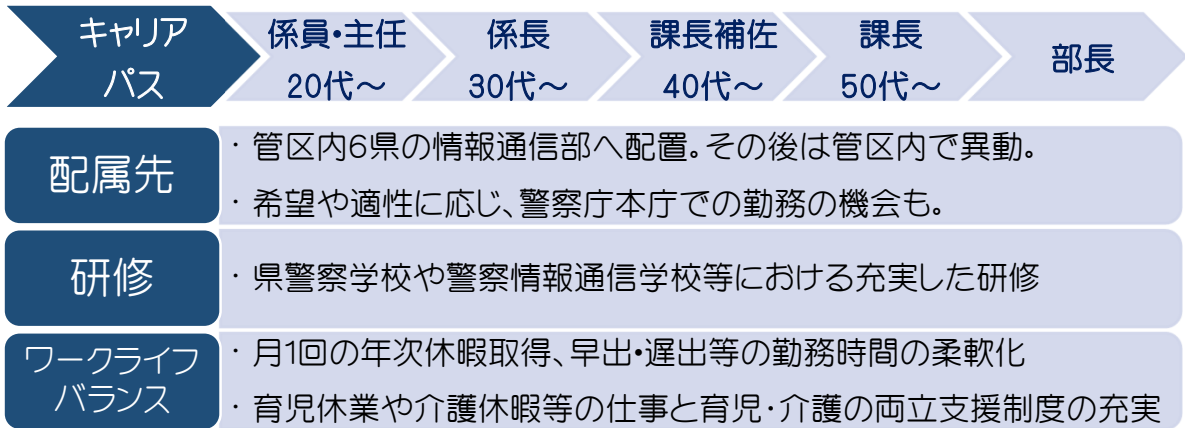 キャリア
パス
係員・主任
20代～
係長
30代～
課長補佐
40代～
課長
50代～
部長
配属先
・管区内6県の情報通信部へ配置。その後は管区内で異動。
・希望や適性に応じ、警察庁本庁での勤務の機会も。
研修
・県警察学校や警察情報通信学校等における充実した研修
ワークライフ
バランス
・月1回の年次休暇取得、早出・遅出等の勤務時間の柔軟化
・育児休業や介護休暇等の仕事と育児・介護の両立支援制度の充実